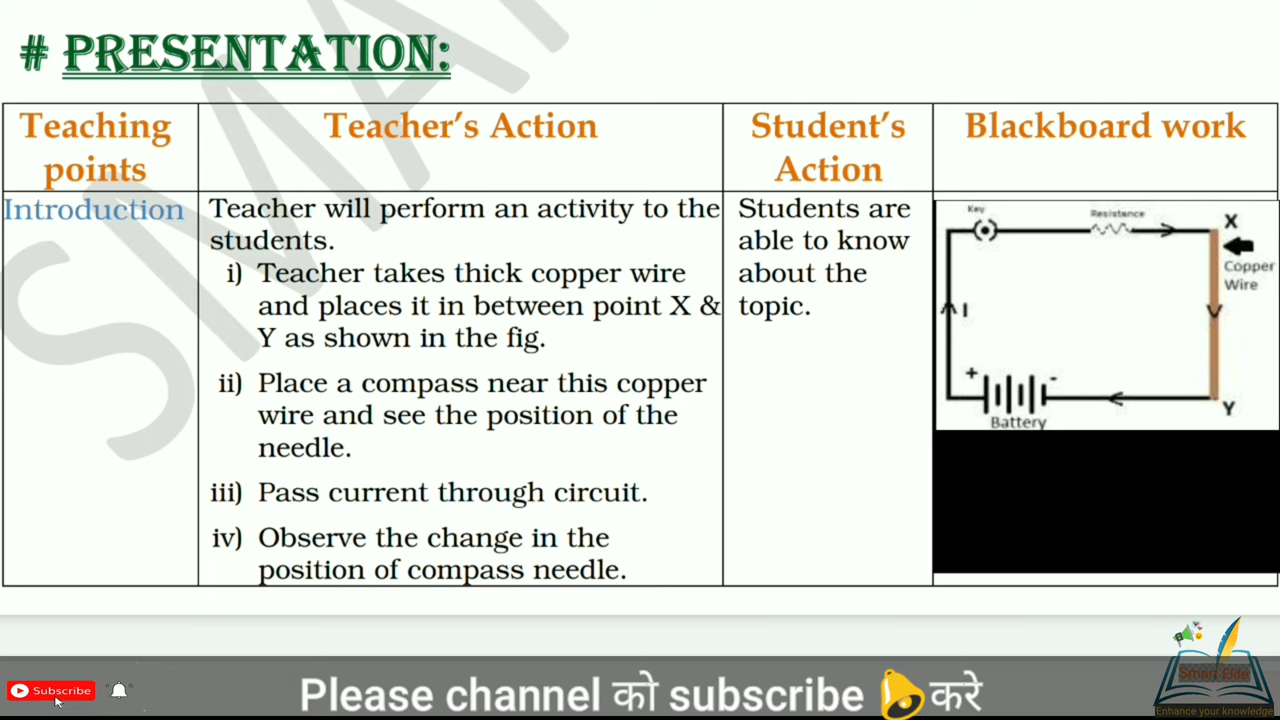 # PRESENTATION:
Teaching
points
Teacher's Action
Student's
Action
Blackboard work
Introduction
Teacher will perform an activity to the
students.
i) Teacher takes thick copper wire
and places it in between point X &
Y as shown in the fig.
ii) Place a compass near this copper
wire and see the position of the
needle.
iii) Pass current through circuit.
iv) Observe the change in the
position of compass needle.
Students are
able to know
about the
topic.
Key
Resistance
X
Copper
Wire
I
+
-
Battery
Y
Subscribe
Please channel को subscribe 🔔करे
Smart Elite
Enhance your knowledge